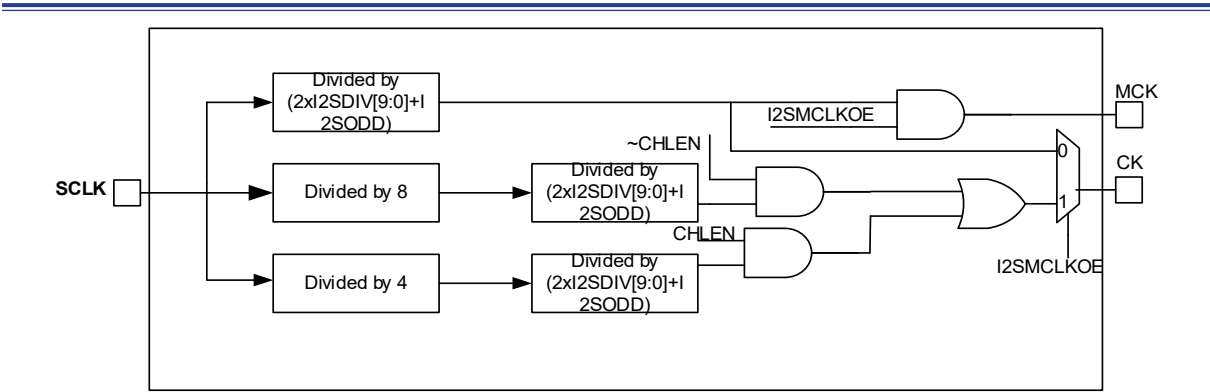 Divided by
(2xI2SDIV[9:0]+I
2SODD)
MCK
I2SMCLKOE
~CHLEN
0
CK
SCLK
Divided by 8
Divided by
(2xI2SDIV[9:0]+I
2SODD)
1
CHLEN
I2SMCLKOE
Divided by 4
Divided by
(2xI2SDIV[9:0]+I
2SODD)